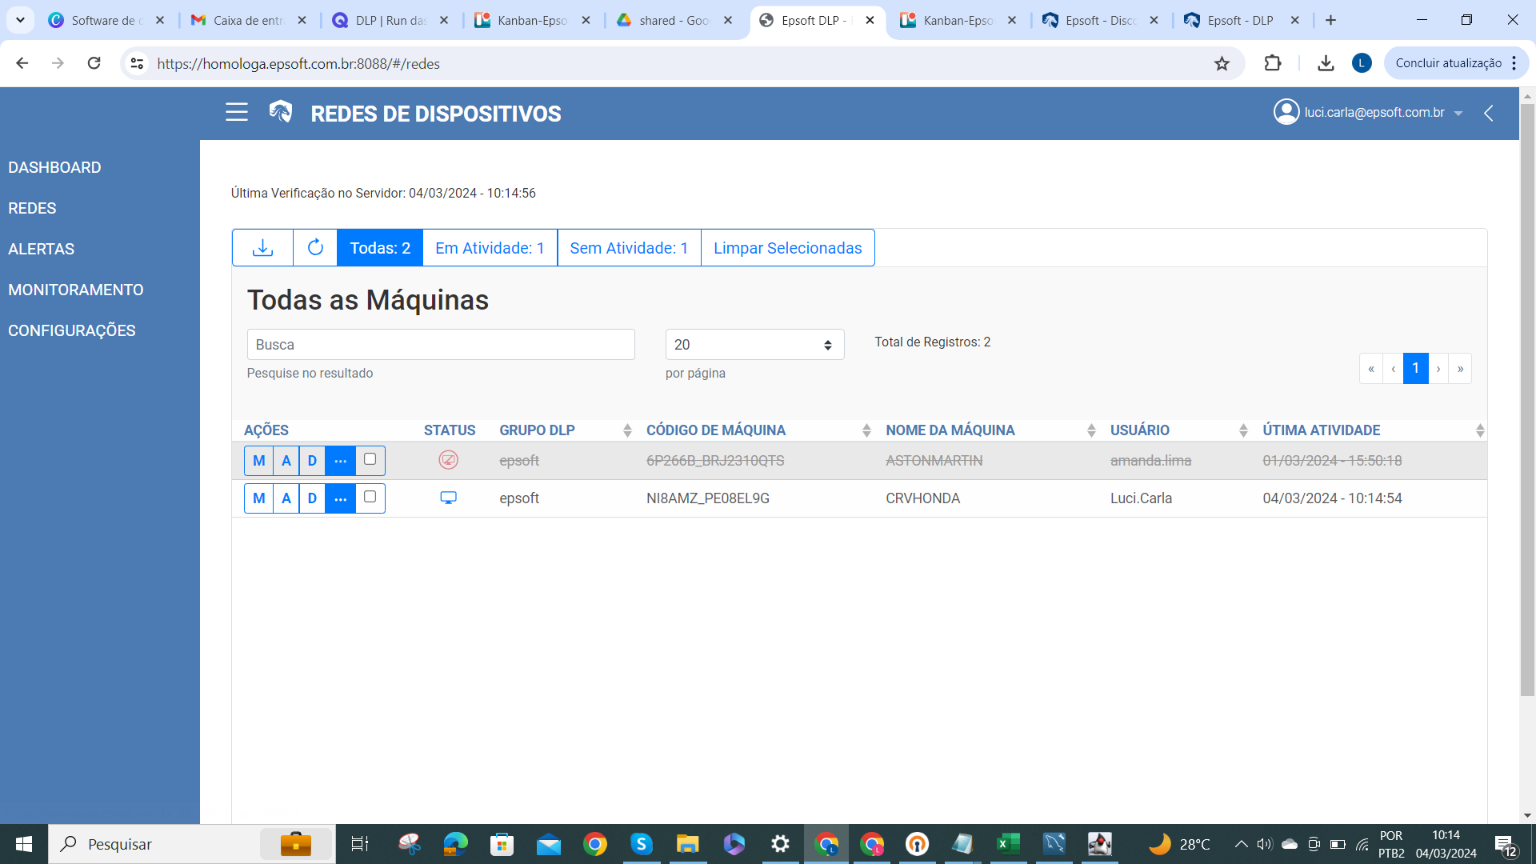 Software de c
Caixa de entr
DLP | Run das
Kanban-Epso
shared - Goo
Epsoft DLP -
Kanban-Epso
Epsoft - Disc
Epsoft - DLP
https://homologa.epsoft.com.br:8088/#/redes
L
Concluir atualização
REDES DE DISPOSITIVOS
luci.carla@epsoft.com.br
DASHBOARD
REDES
ALERTAS
MONITORAMENTO
CONFIGURAÇÕES
Última Verificação no Servidor: 04/03/2024 - 10:14:56
Todas: 2 Em Atividade: 1 Sem Atividade: 1 Limpar Selecionadas
Todas as Máquinas
Busca 20 Total de Registros: 2
Pesquise no resultado por página
« ‹ 1 › »
AÇÕES STATUS GRUPO DLP CÓDIGO DE MÁQUINA NOME DA MÁQUINA USUÁRIO ÚTIMA ATIVIDADE
M A D ... epsoft 6P266B_BRJ2310QTS ASTONMARTIN amanda.lima 01/03/2024 - 15:50:18
M A D ... epsoft NI8AMZ_PE08EL9G CRVHONDA Luci.Carla 04/03/2024 - 10:14:54
Pesquisar
28°C
POR
PTB2
10:14
04/03/2024
12